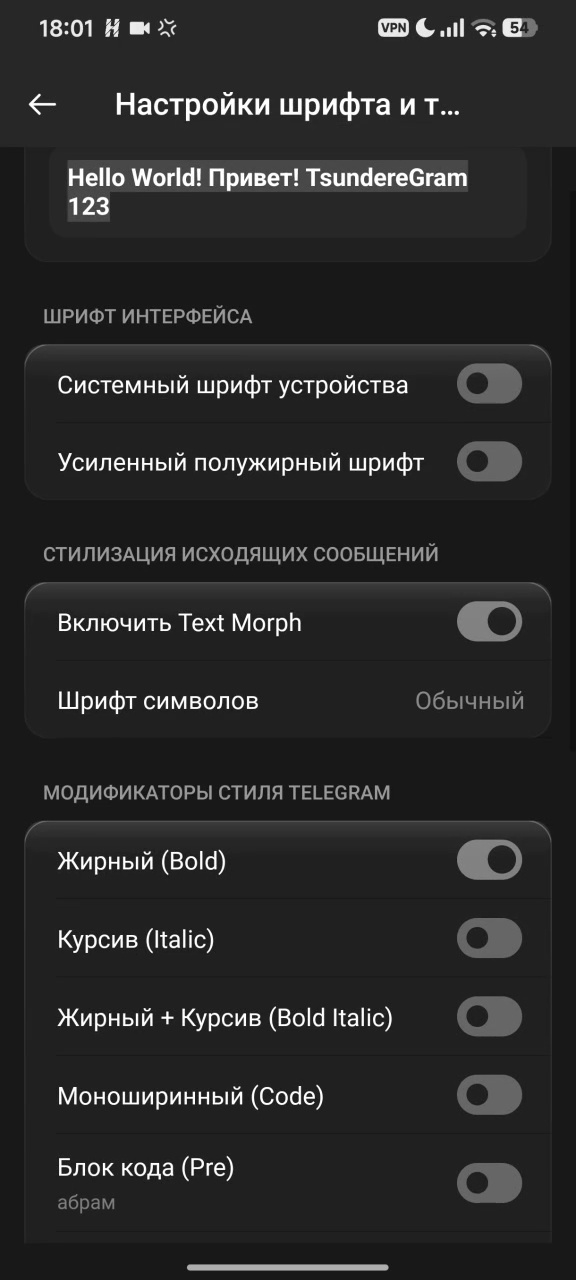 18:01
VPN
54
Настройки шрифта и т...
Hello World! Привет! TsundereGram
123
ШРИФТ ИНТЕРФЕЙСА
Системный шрифт устройства
Усиленный полужирный шрифт
СТИЛИЗАЦИЯ ИСХОДЯЩИХ СООБЩЕНИЙ
Включить Text Morph
Шрифт символов
Обычный
МОДИФИКАТОРЫ СТИЛЯ TELEGRAM
Жирный (Bold)
Курсив (Italic)
Жирный + Курсив (Bold Italic)
Моноширинный (Code)
Блок кода (Pre)
абрам